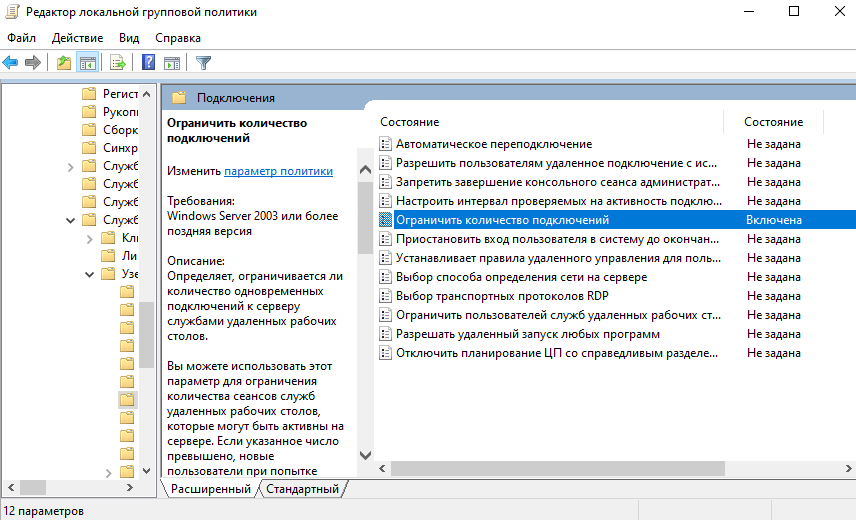 Редактор локальной групповой политики
Файл Действие Вид Справка
Регист
Рукопи
Сборк
Синхр
Служб
Служб
Служб
Служб
Кли
Ли
Узе
Подключения
Ограничить количество
подключений
Изменить параметр политики
Требования:
Windows Server 2003 или более
поздняя версия
Описание:
Определяет, ограничивается ли
количество одновременных
подключений к серверу
службами удаленных рабочих
столов.
Вы можете использовать этот
параметр для ограничения
количества сеансов служб
удаленных рабочих столов,
которые могут быть активны на
сервере. Если указанное число
превышено, новые
пользователи при попытке
Состояние Состояние
Автоматическое переподключение Не задана
Разрешить пользователям удаленное подключение с ис... Не задана
Запретить завершение консольного сеанса администрат... Не задана
Настроить интервал проверяемых на активность подклю... Не задана
Ограничить количество подключений Включена
Приостановить вход пользователя в систему до окончан... Не задана
Устанавливает правила удаленного управления для поль... Не задана
Выбор способа определения сети на сервере Не задана
Выбор транспортных протоколов RDP Не задана
Ограничить пользователей служб удаленных рабочих ст... Не задана
Разрешать удаленный запуск любых программ Не задана
Отключить планирование ЦП со справедливым разделе... Не задана
Расширенный Стандартный
12 параметров